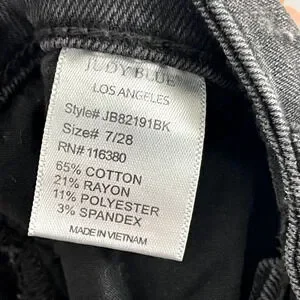 JUDY BLUE
LOS ANGELES
Style# JB82191BK
Size# 7/28
RN# 116380
65% COTTON
21% RAYON
11% POLYESTER
3% SPANDEX
MADE IN VIETNAM